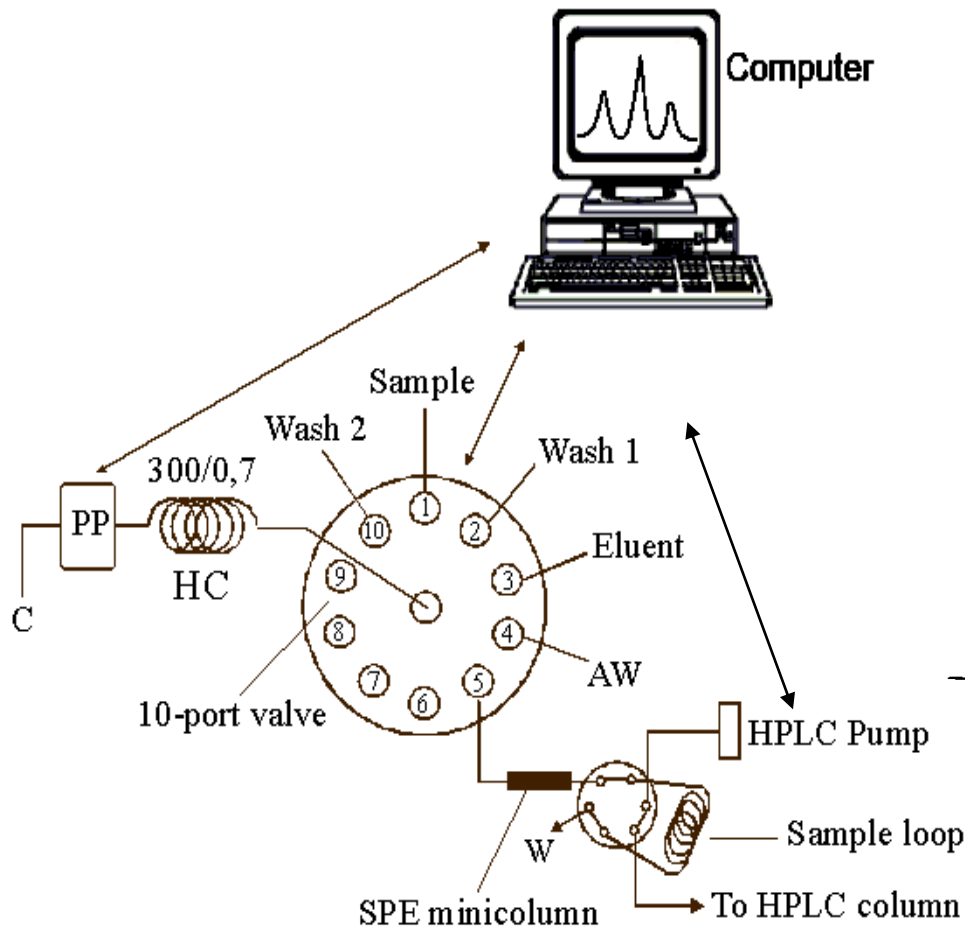 Computer
Sample
Wash 2
Wash 1
300/0,7
PP
1
10
2
Eluent
3
9
HC
C
4
8
AW
5
7
6
10-port valve
HPLC Pump
Sample loop
W
SPE minicolumn
To HPLC column